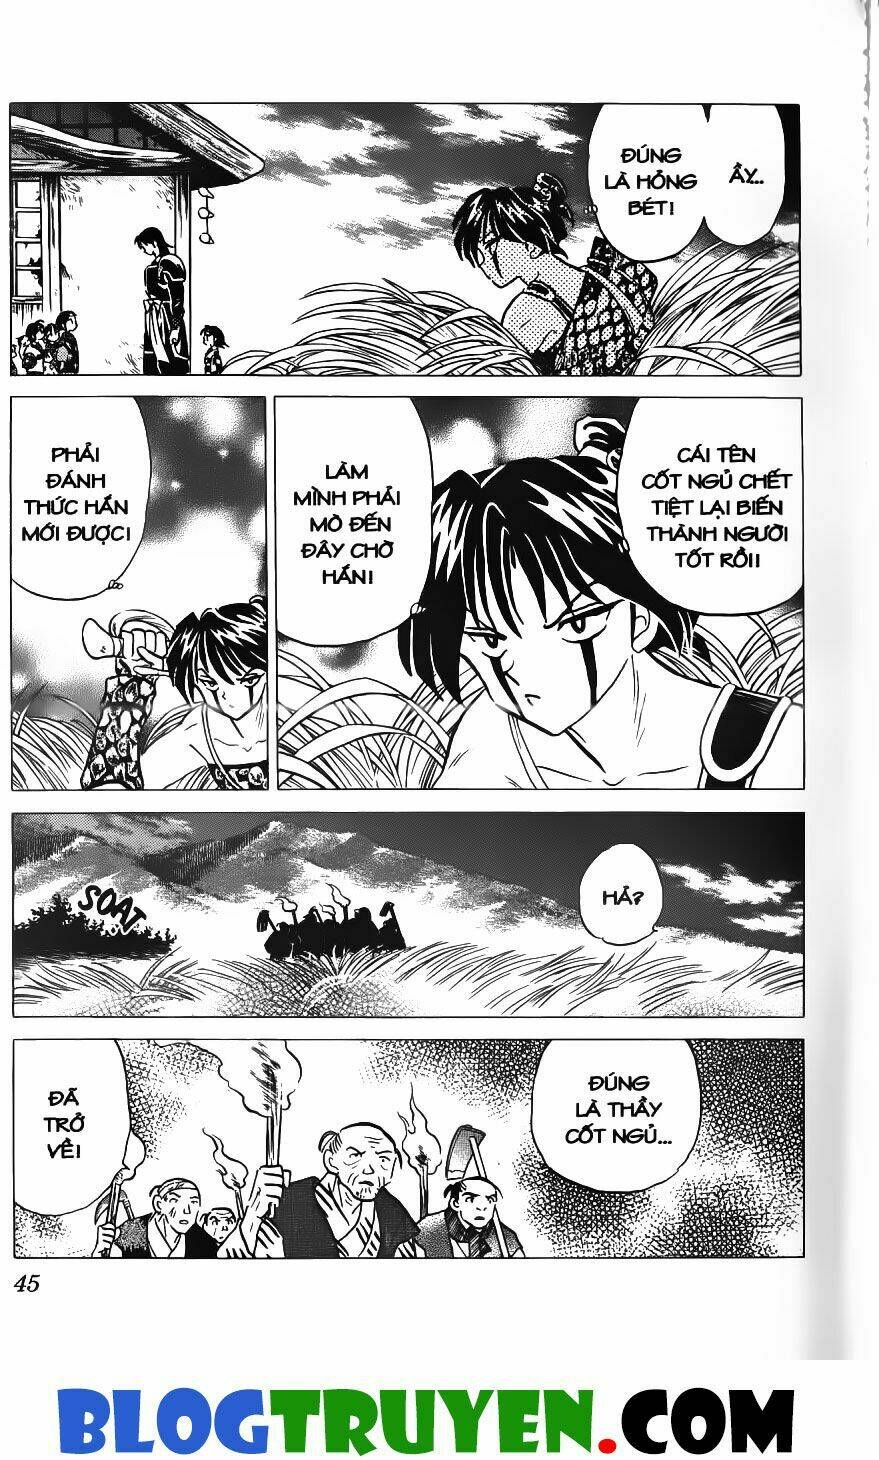 ẦY...
ĐÚNG
LÀ HỎNG
BÉT!
CÁI TÊN
CỐT NGỦ CHẾT
TIỆT LẠI BIẾN
THÀNH NGƯỜI
TỐT RỒI!
LÀM
MÌNH PHẢI
MÒ ĐẾN
ĐÂY CHỜ
HẮN!
PHẢI
ĐÁNH
THỨC HẮN
MỚI ĐƯỢC!
HẢ?
SOẠT
ĐÚNG
LÀ THẦY
CỐT NGỦ...
ĐÃ
TRỞ
VỀ!
45
BLOGTRUYEN.COM